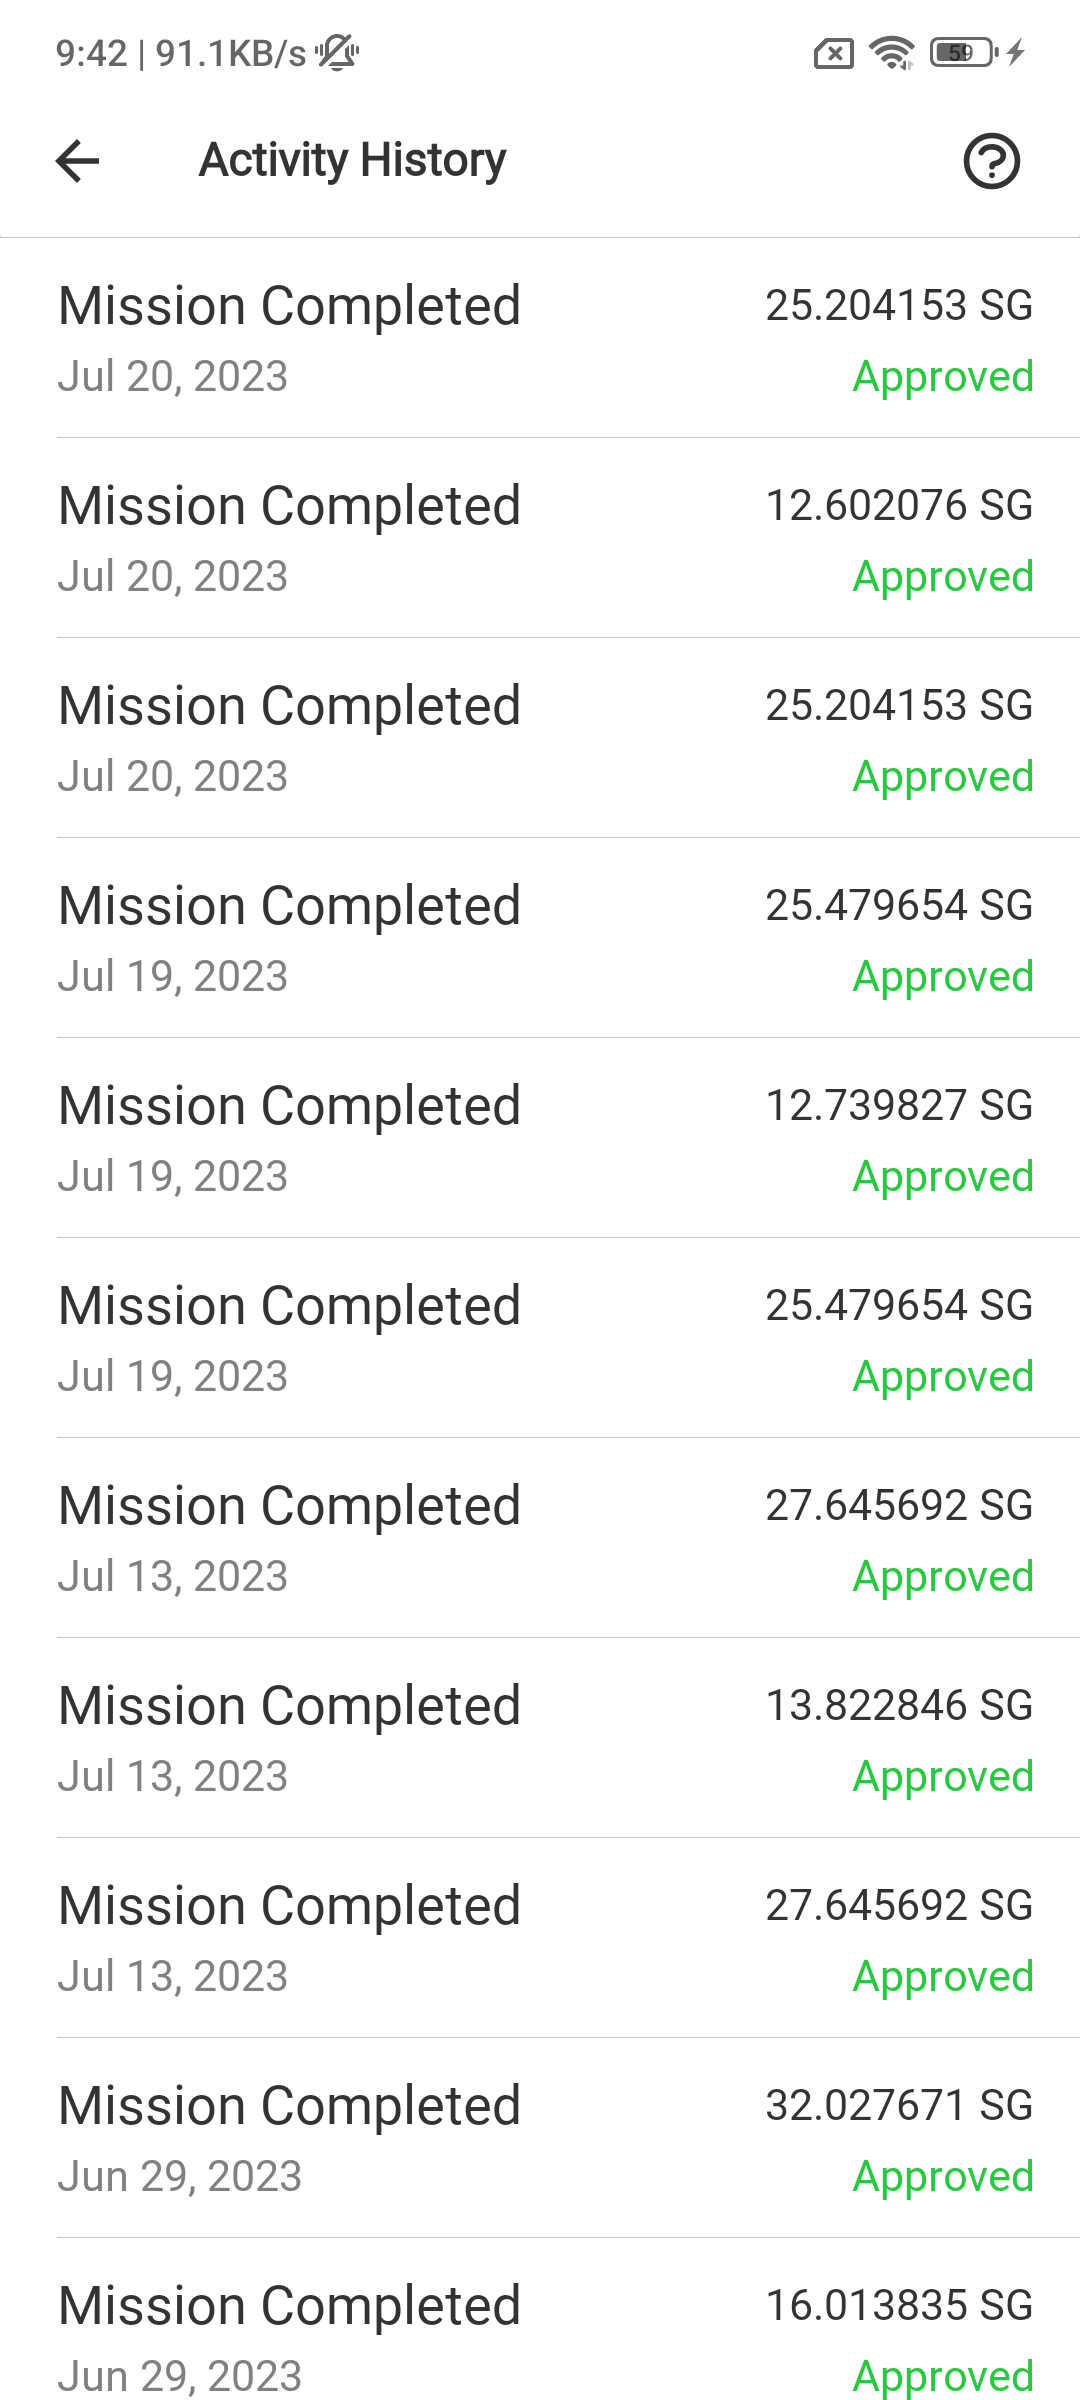 9:42 | 91.1KB/s 59
Activity History
Mission Completed 25.204153 SG
Jul 20, 2023 Approved
Mission Completed 12.602076 SG
Jul 20, 2023 Approved
Mission Completed 25.204153 SG
Jul 20, 2023 Approved
Mission Completed 25.479654 SG
Jul 19, 2023 Approved
Mission Completed 12.739827 SG
Jul 19, 2023 Approved
Mission Completed 25.479654 SG
Jul 19, 2023 Approved
Mission Completed 27.645692 SG
Jul 13, 2023 Approved
Mission Completed 13.822846 SG
Jul 13, 2023 Approved
Mission Completed 27.645692 SG
Jul 13, 2023 Approved
Mission Completed 32.027671 SG
Jun 29, 2023 Approved
Mission Completed 16.013835 SG
Jun 29, 2023 Approved